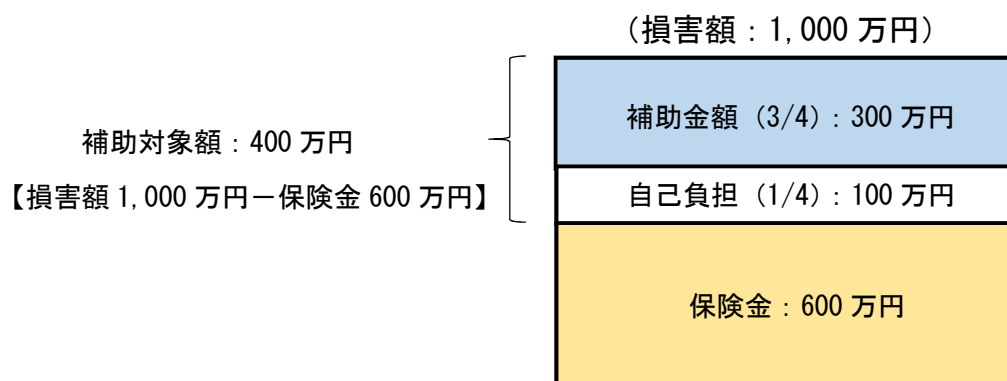 （損害額：1,000 万円）
補助金額（3/4）：300 万円
補助対象額：400 万円
【損害額 1,000 万円－保険金 600 万円】
自己負担（1/4）：100 万円
保険金：600 万円